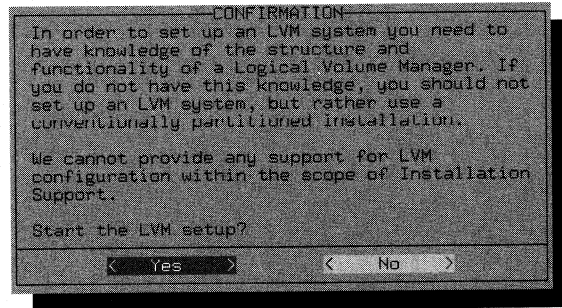 CONFIRMATION
In order to set up an LVM system you need to
have knowledge of the structure and
functionality of a Logical Volume Manager. If
you do not have this knowledge, you should not
set up an LVM system, but rather use a
conventionally partitioned installation.
We cannot provide any support for LVM
configuration within the scope of Installation
Support.
Start the LVM setup?
< Yes > < No >